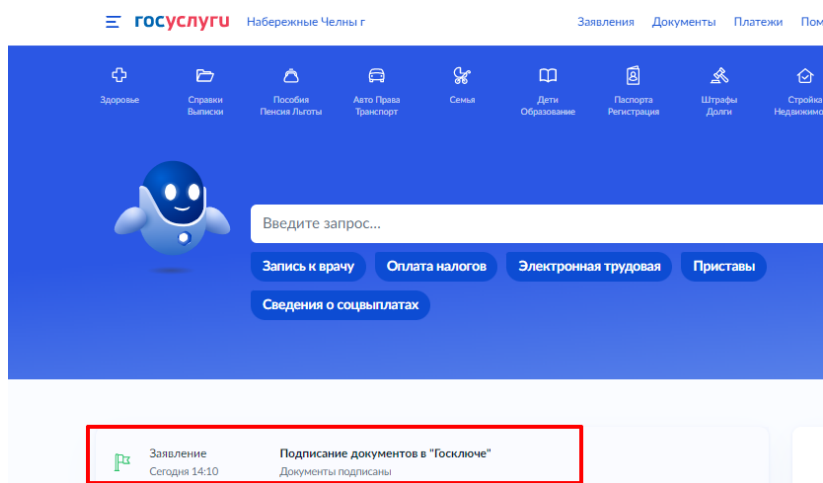 госуслуги Набережные Челны г Заявления Документы Платежи
Здоровье Справки Выписки Пособия Пенсия Льготы Авто Права Транспорт Семья Дети Образование Паспорта Регистрация Штрафы Долги Стройка
Введите запрос...
Запись к врачу Оплата налогов Электронная трудовая Приставы
Сведения о соцвыплатах
Заявление Подписание документов в "Госключе"
Сегодня 14:10 Документы подписаны